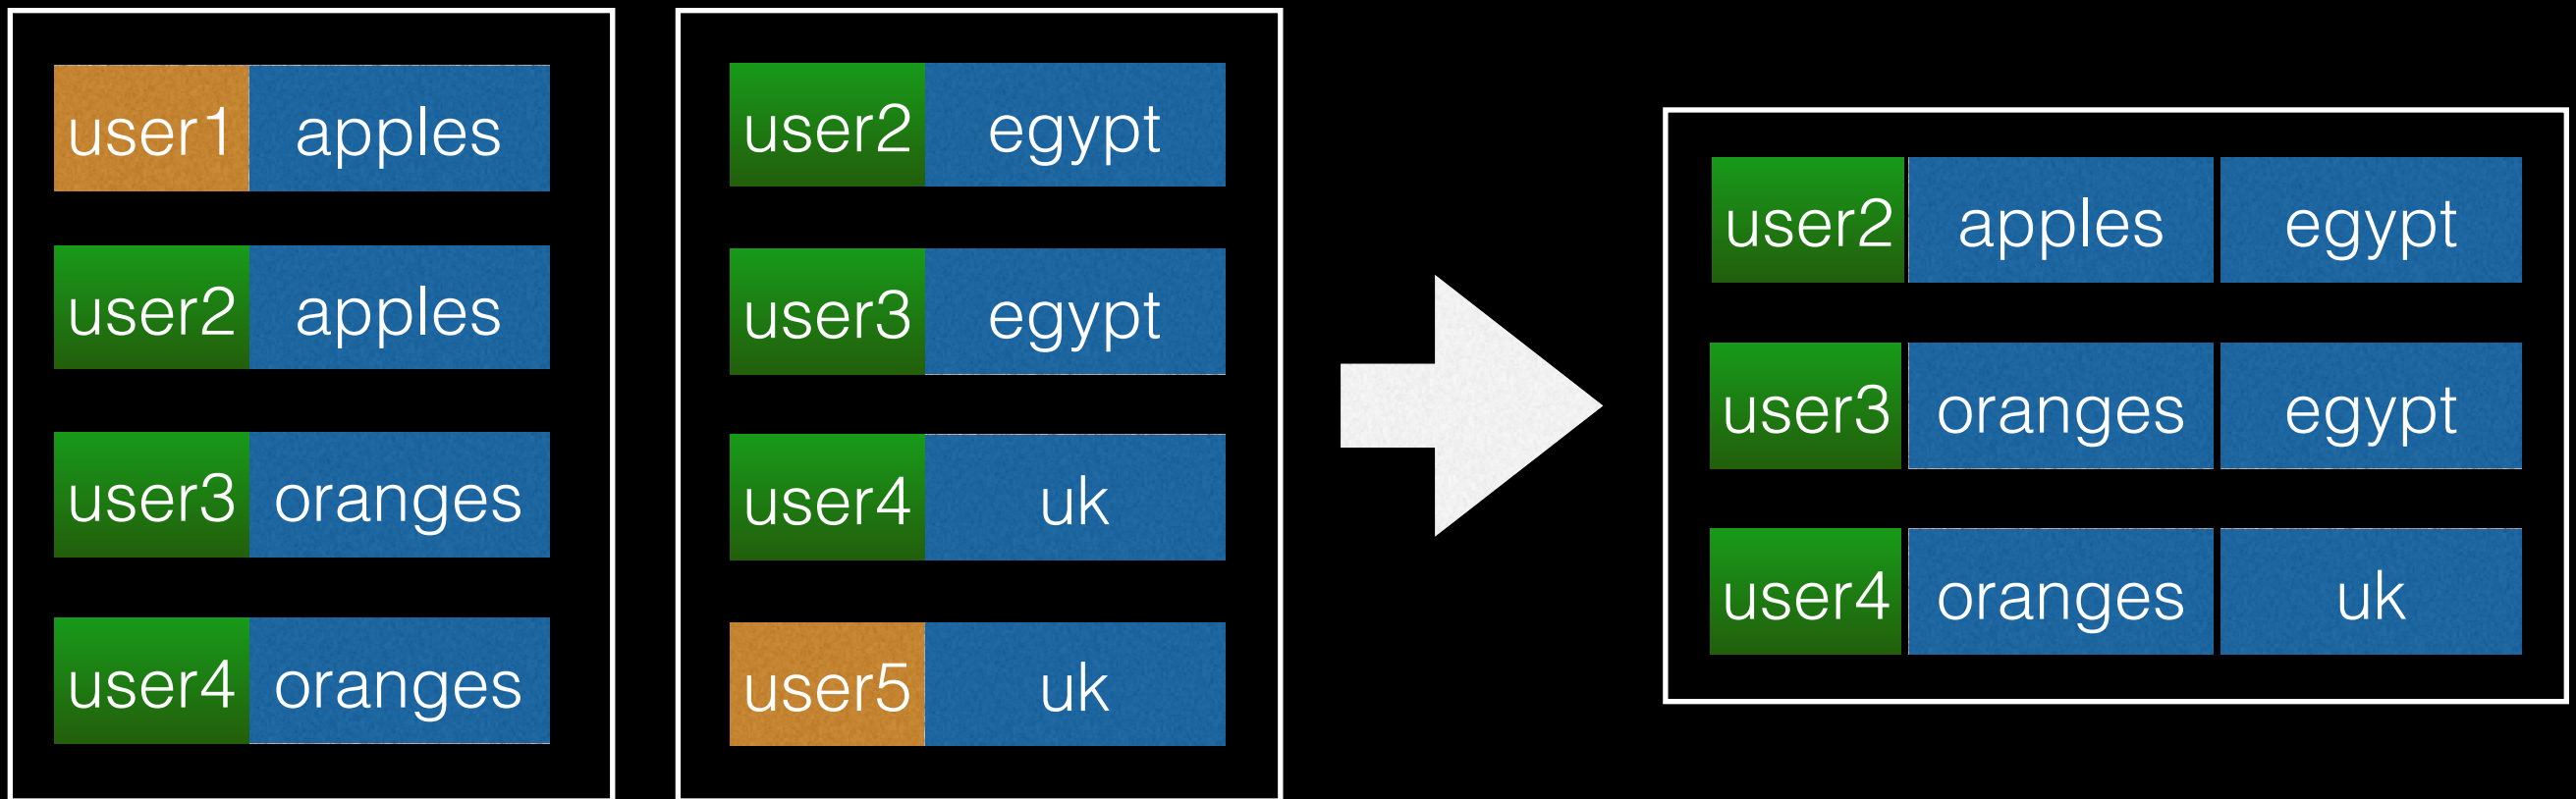 user1 apples
user2 apples
user3 oranges
user4 oranges
user2 egypt
user3 egypt
user4 uk
user5 uk
user2 apples egypt
user3 oranges egypt
user4 oranges uk